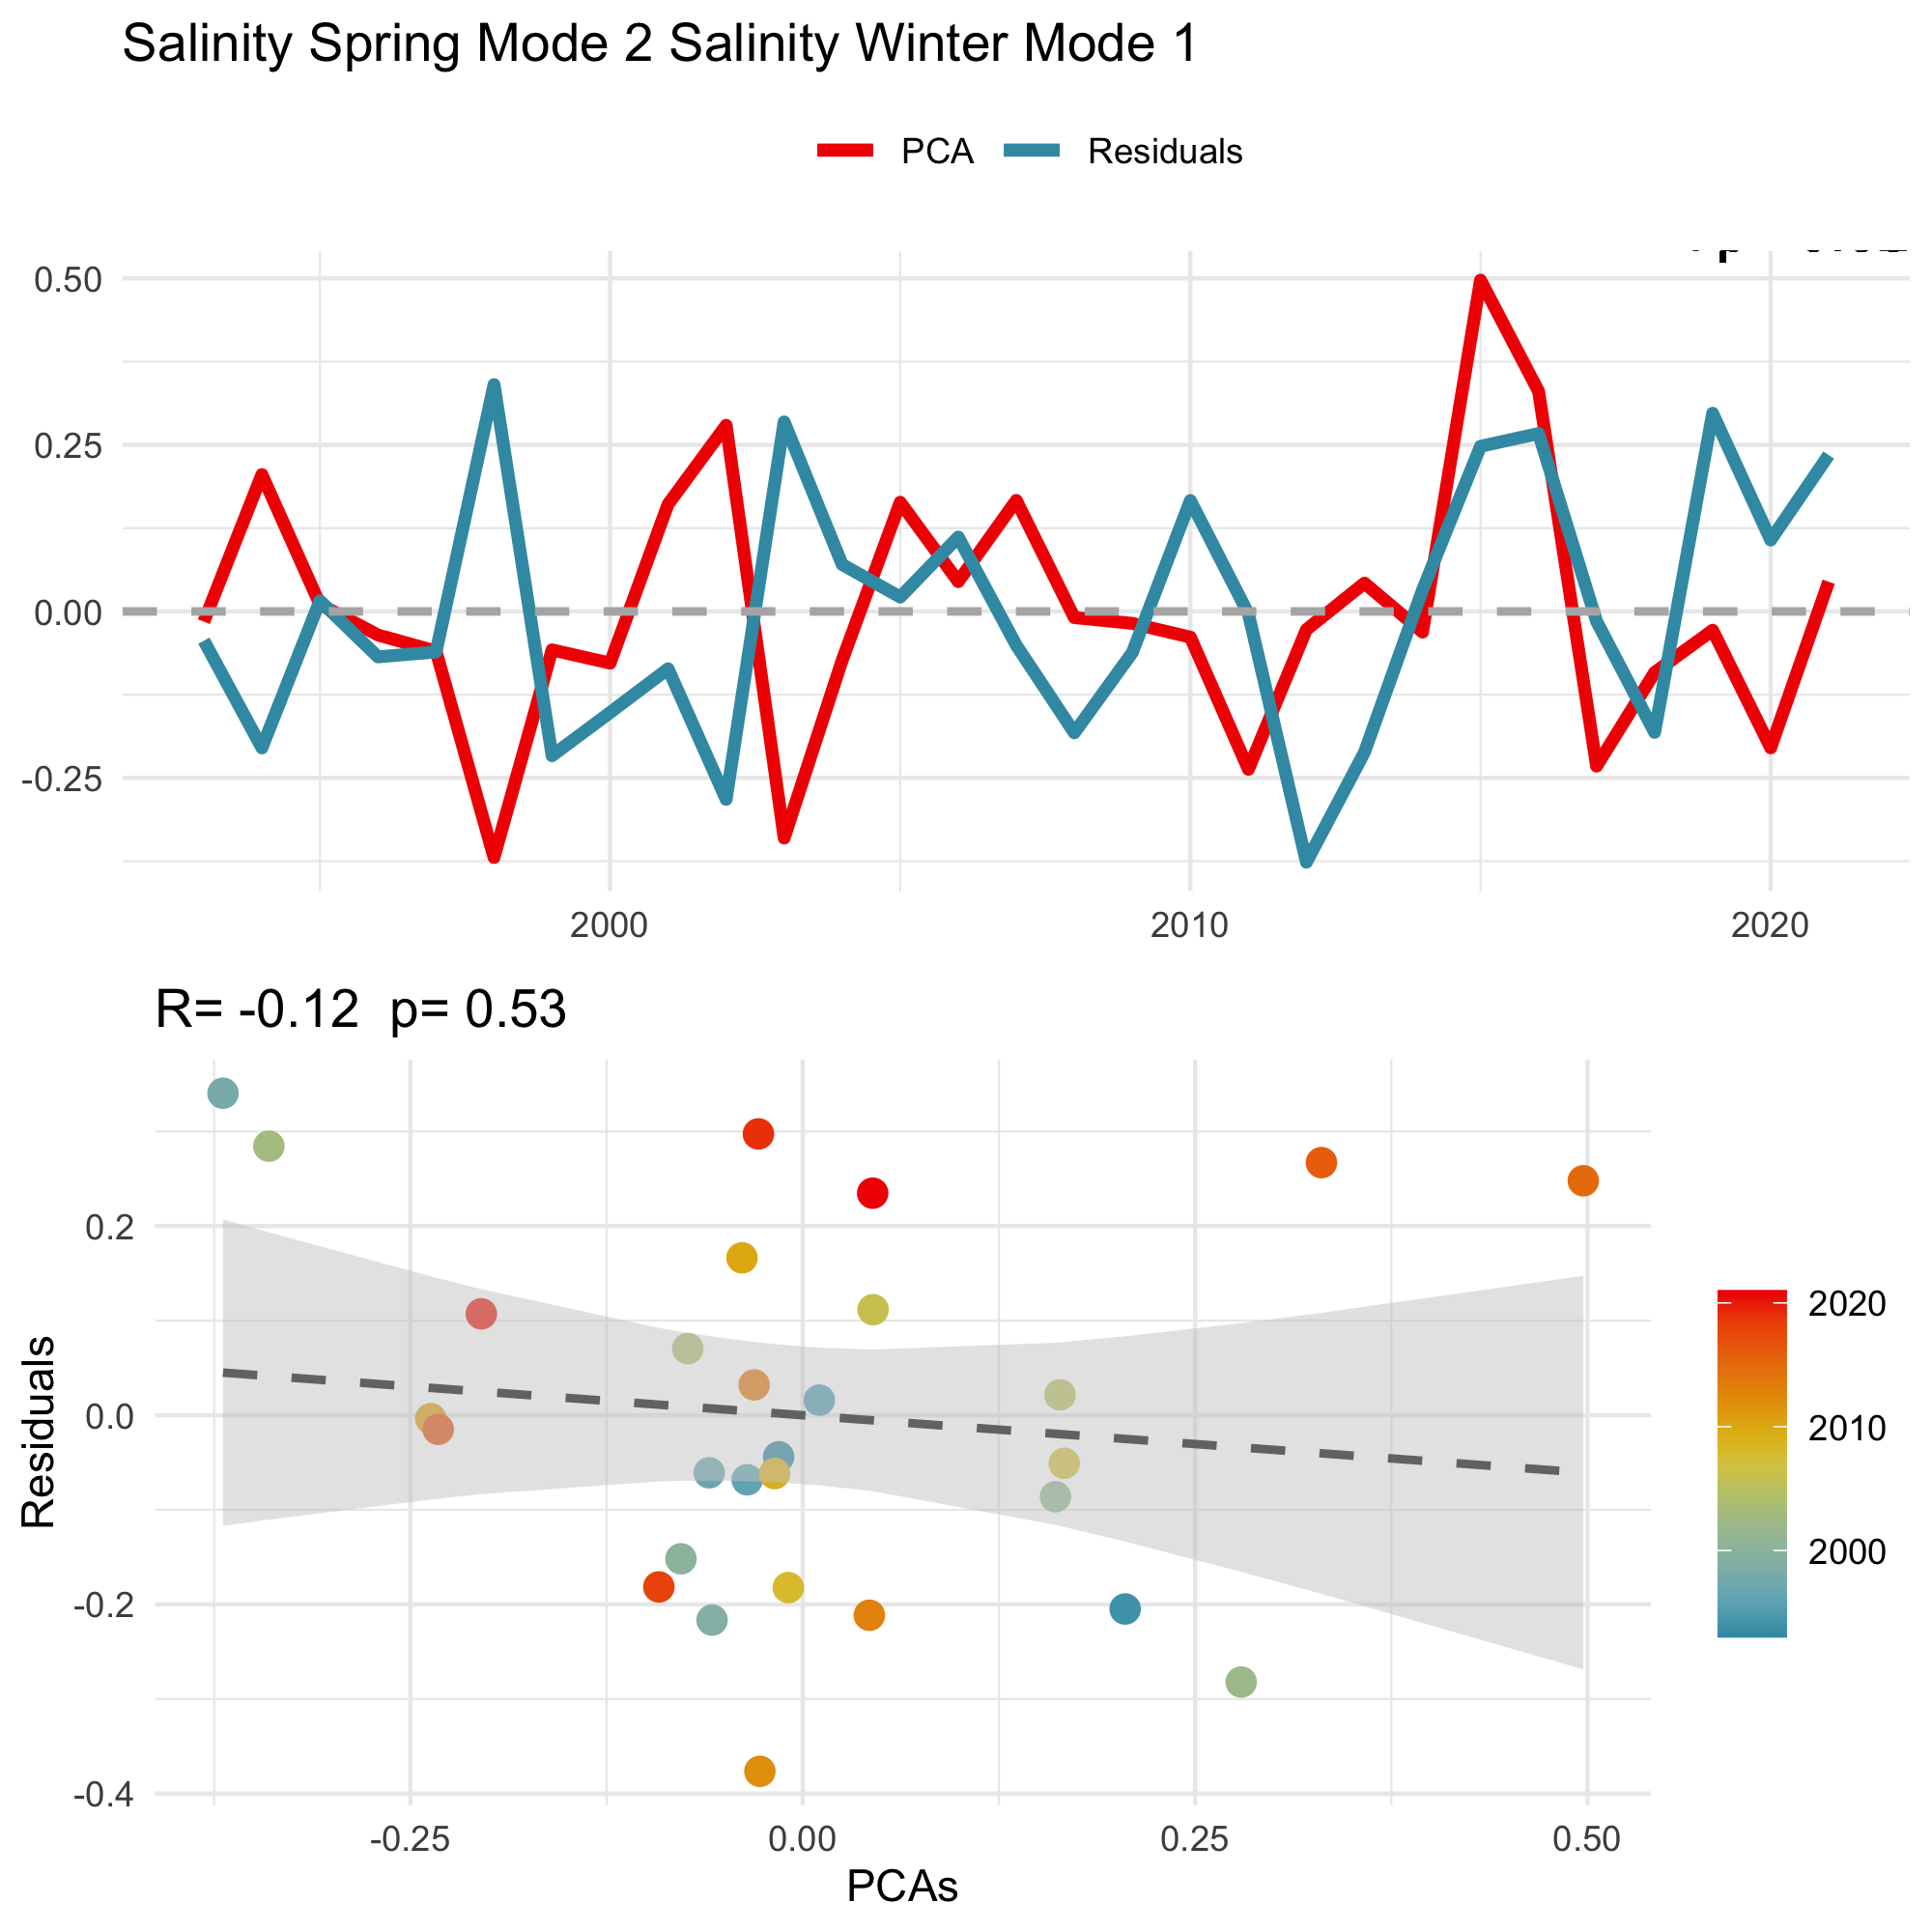 Salinity Spring Mode 2 Salinity Winter Mode 1
PCA Residuals
0.50
0.25
0.00
-0.25
2000 2010 2020
R= -0.12 p= 0.53
Residuals
0.2
0.0
-0.2
-0.4
-0.25 0.00 0.25 0.50
PCAs
2020
2010
2000